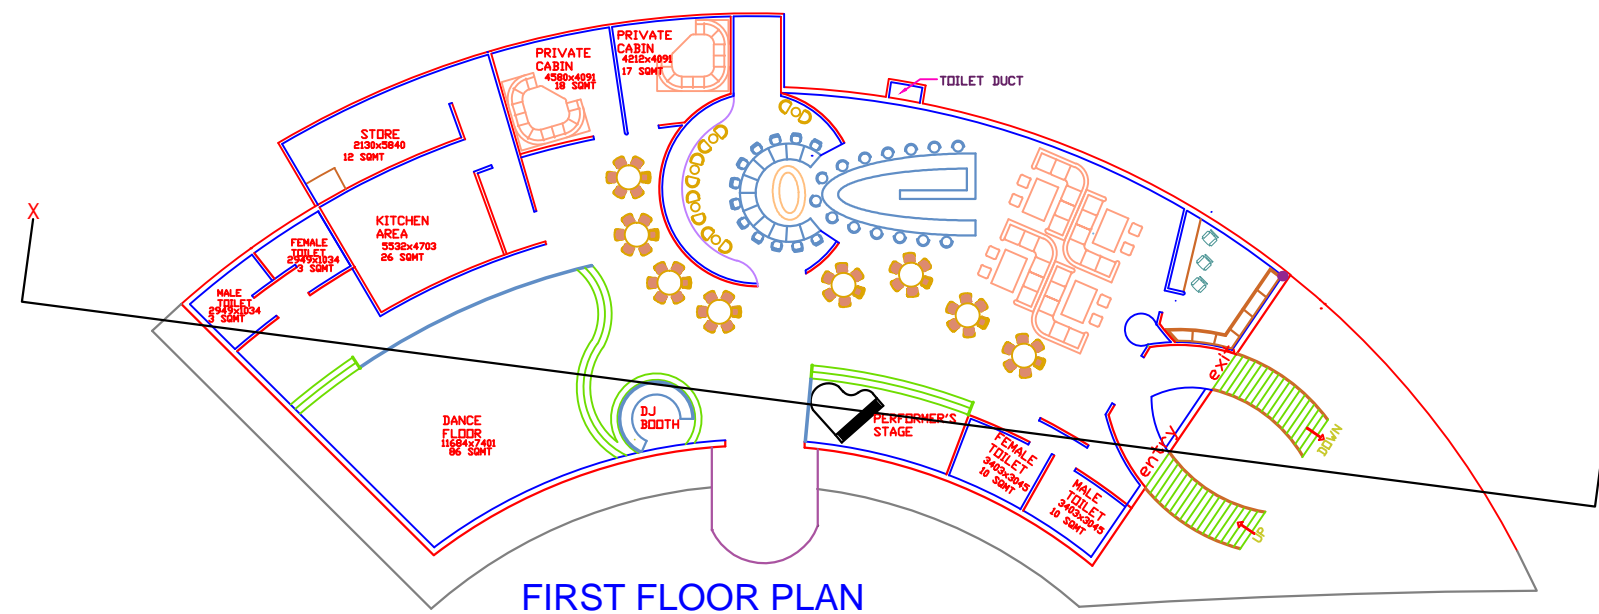 PRIVATE
CABIN
4212x4091
17 SQMT
PRIVATE
CABIN
4580x4091
18 SQMT
TOILET DUCT
STORE
2130x5840
12 SQMT
X
KITCHEN
AREA
5532x4703
26 SQMT
FEMALE
TOILET
2949x1034
3 SQMT
MALE
TOILET
2949x1034
3 SQMT
exit
DJ
BOOTH
PERFORMER'S
STAGE
DANCE
FLOOR
11684x7401
86 SQMT
DOWN
entry
FEMALE
TOILET
3403x3045
10 SQMT
MALE
TOILET
3403x3045
10 SQMT
UP
FIRST FLOOR PLAN